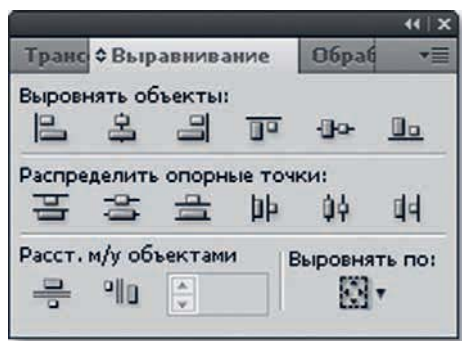 Транс Выравнивание Обраб
Выровнять объекты:
Распределить опорные точки:
Расст. м/у объектами Выровнять по: